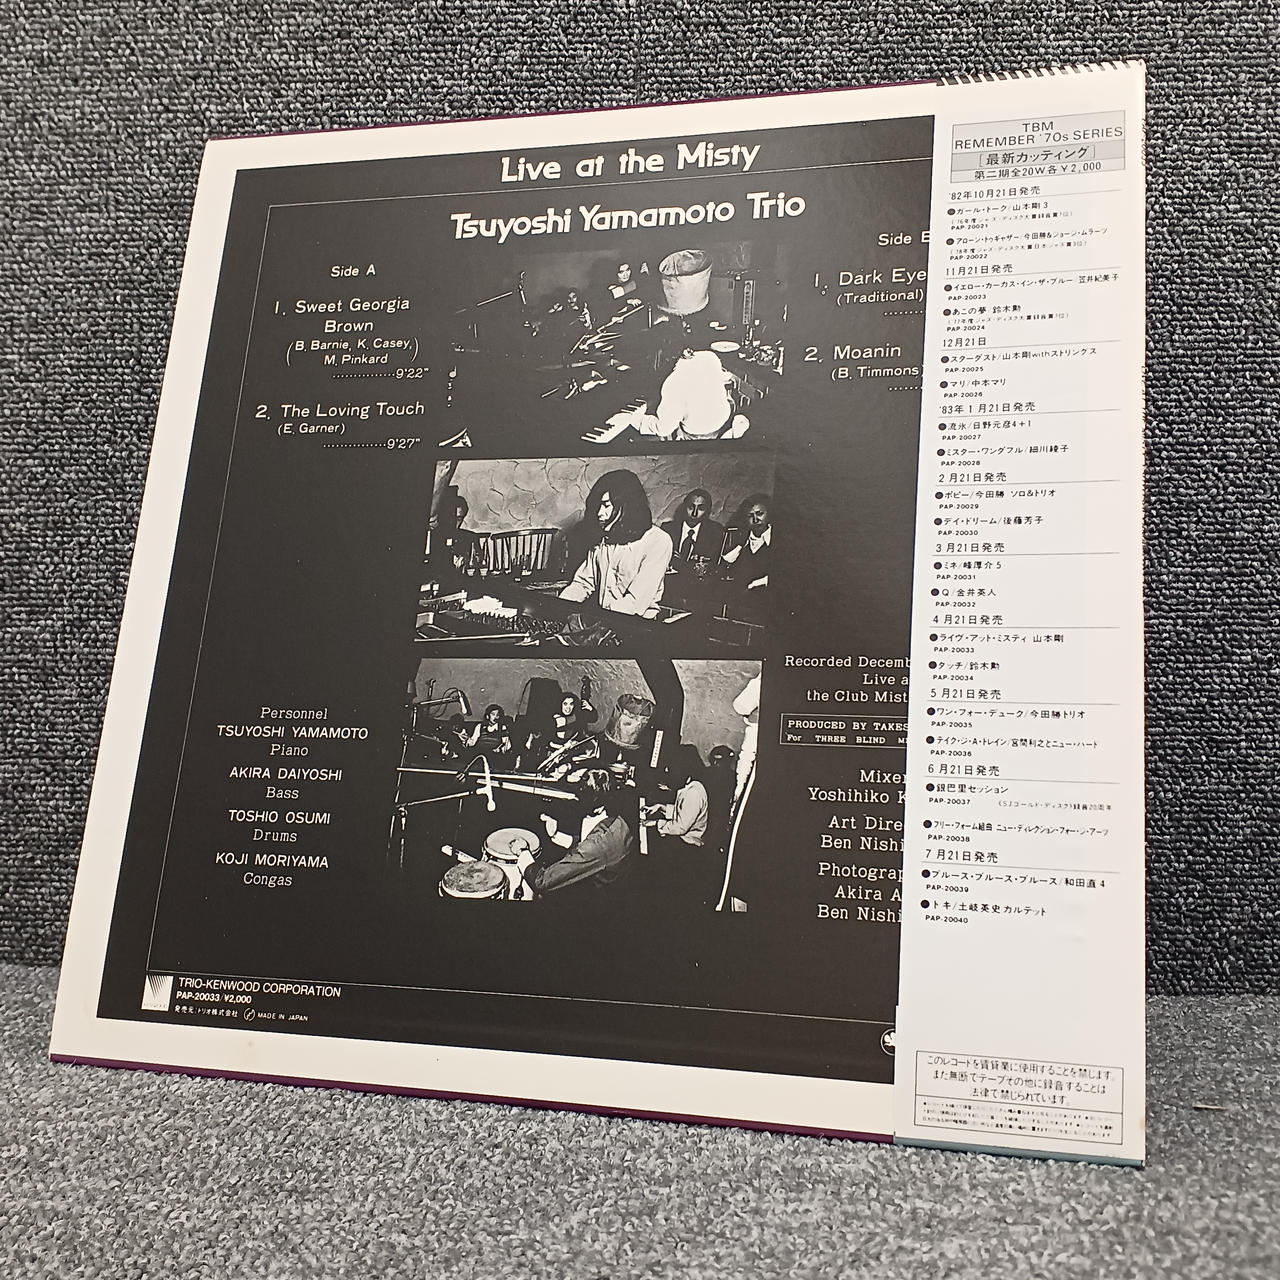 Live at the Misty
Tsuyoshi Yamamoto Trio
Side A
1. Sweet Georgia
Brown
(B. Barnie, K. Casey,
M. Pinkard)
9'22"
2. The Loving Touch
(E. Garner)
9'27"
Side B
1. Dark Eye
(Traditional)
2. Moanin
(B. Timmons
Personnel
TSUYOSHI YAMAMOTO
Piano
AKIRA DAIYOSHI
Bass
TOSHIO OSUMI
Drums
KOJI MORIYAMA
Congas
Recorded Decemb
Live a
the Club Mist
PRODUCED BY TAKES
For THREE BLIND M
Mixer
Yoshihiko K
Art Dire
Ben Nishi
Photograp
Akira A
Ben Nishi
TRIO-KENWOOD CORPORATION
PAP-20033/¥2,000
発売元:トリオ株式会社 MADE IN JAPAN
TBM
REMEMBER '70s SERIES
[最新カッティング]
第二期全20W各¥2,000
'82年10月21日発売
●ガール・トーク/山本剛3
PAP-20021
●アローン・トゥギャザー/今田勝&ジョージ・ムラーツ
PAP-20022
11月21日発売
●イエロー・カーカス・イン・ザ・ブルー/笠井紀美子
PAP-20023
●あこの夢/鈴木勲
PAP-20024
12月21日
●スターダスト/山本剛withストリングス
PAP-20025
●マリ/中本マリ
PAP-20026
'83年1月21日発売
●流氷/日野元彦4+1
PAP-20027
●ミスター・ワンダフル/細川綾子
PAP-20028
2月21日発売
●ポピー/今田勝 ソロ&トリオ
PAP-20029
●デイ・ドリーム/後藤芳子
PAP-20030
3月21日発売
●ミネ/峰厚介5
PAP-20031
●Q/金井英人
PAP-20032
4月21日発売
●ライヴ・アット・ミスティ 山本剛
PAP-20033
●タッチ/鈴木勲
PAP-20034
5月21日発売
●ワン・フォー・デューク/今田勝トリオ
PAP-20035
●テイク・ジ・A・トレイン/宮間利之とニュー・ハード
PAP-20036
6月21日発売
●銀巴里セッション
PAP-20037 (SJゴールド・ディスク)録音20周年
●フリー・フォーム組曲 ニュー・ディレクション・フォー・ジ・アーツ
PAP-20038
7月21日発売
●ブルース・ブルース・ブルース/和田直4
PAP-20039
●トキ/土岐英史カルテット
PAP-20040
このレコードを賃貸業に使用することを禁じます。
また無断でテープその他に録音することは
法律で禁じられています。